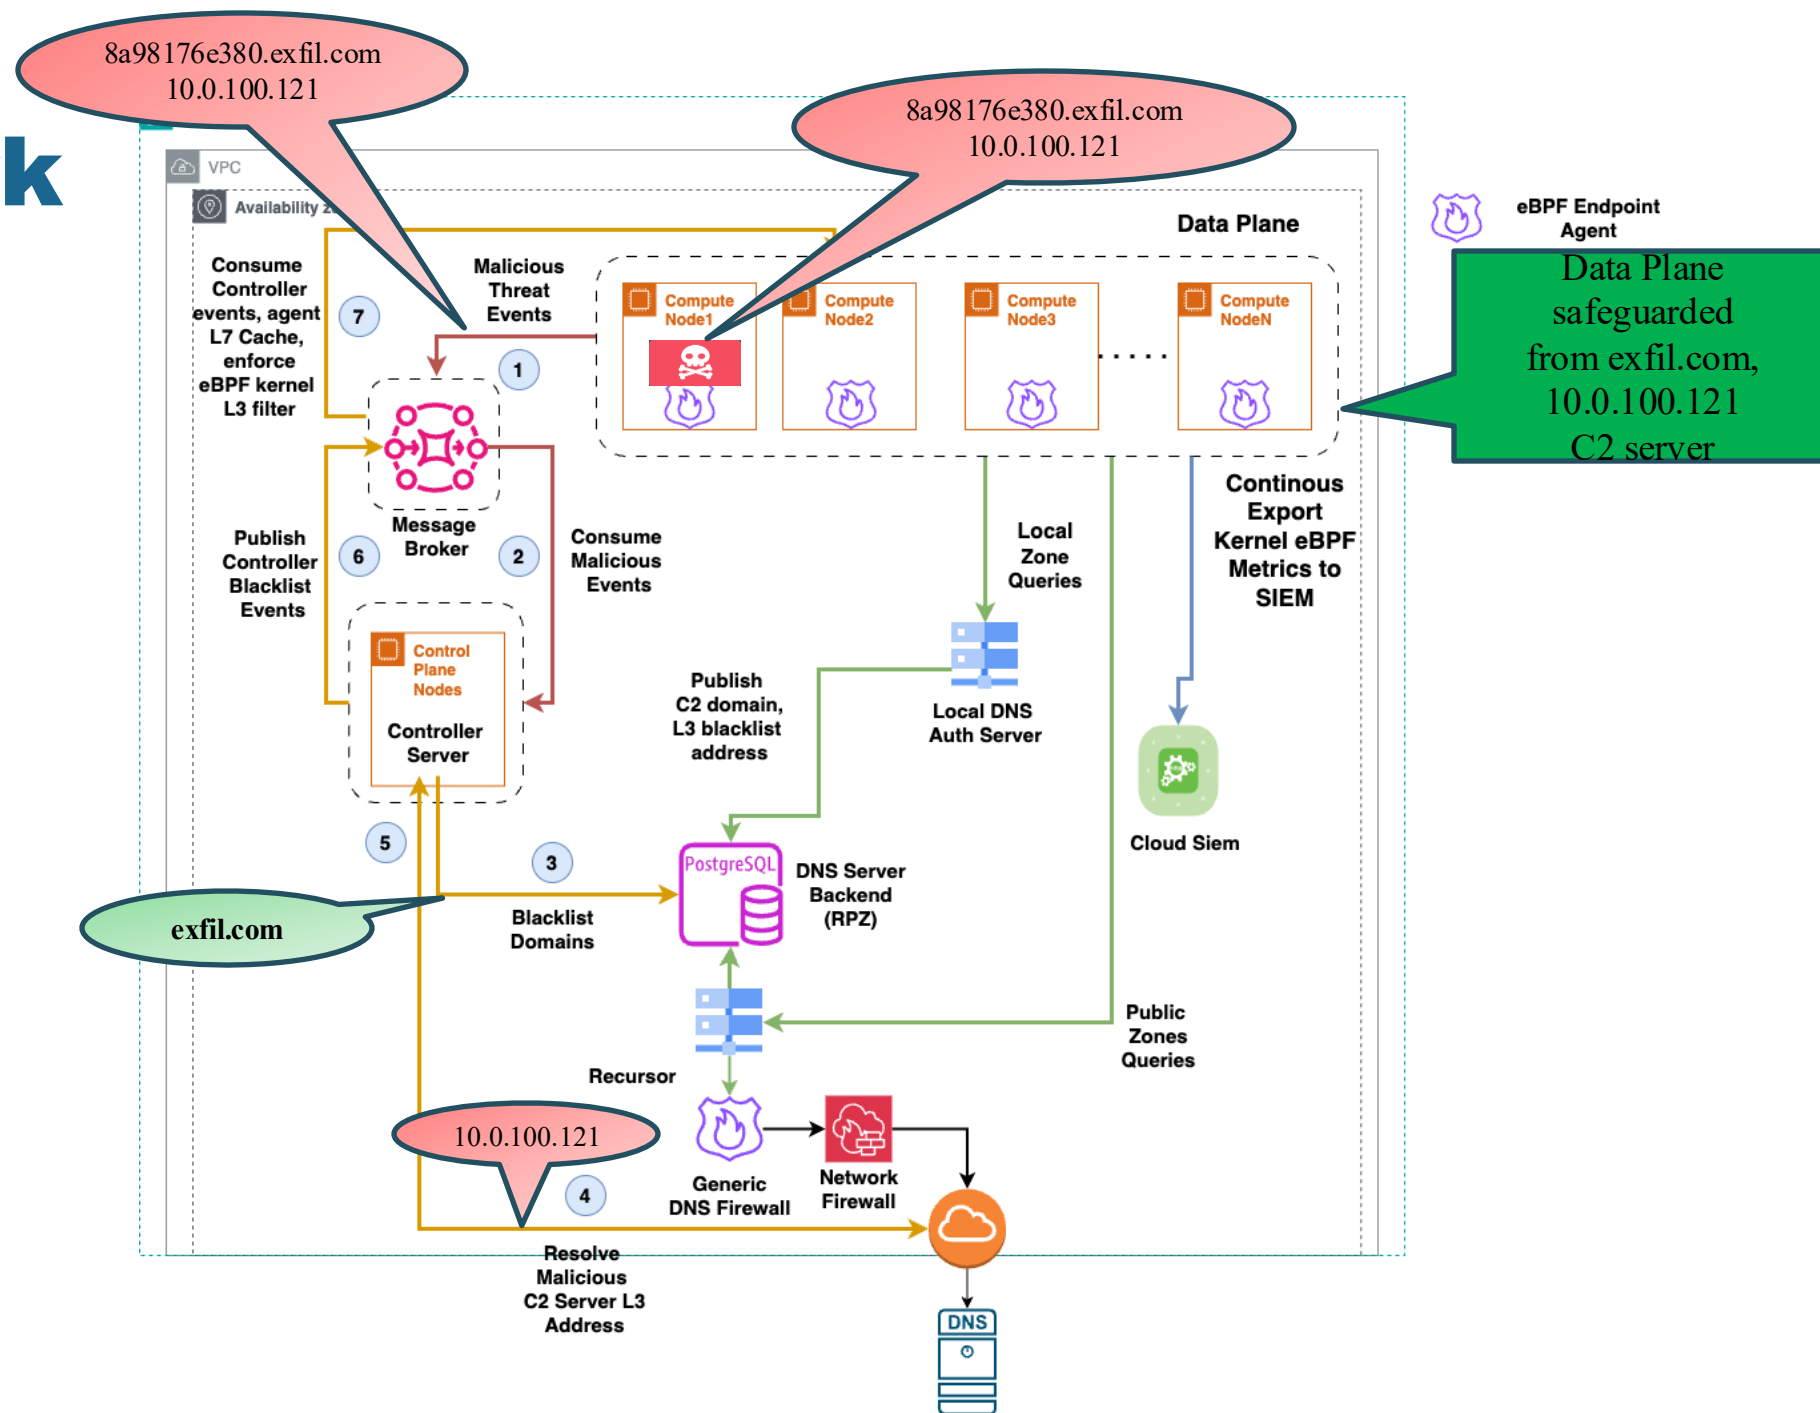 8a98176e380.exfil.com
10.0.100.121
8a98176e380.exfil.com
10.0.100.121
k
VPC
Availability z
Data Plane
eBPF Endpoint
Agent
Data Plane
safeguarded
from exfil.com,
10.0.100.121
C2 server
Consume
Controller
events, agent
L7 Cache,
enforce
eBPF kernel
L3 filter
7
Malicious
Threat
Events
1
Compute
Node1
Compute
Node2
Compute
Node3
.....
Compute
NodeN
Message
Broker
Publish
Controller
Blacklist
Events
6
2
Consume
Malicious
Events
Local
Zone
Queries
Continous
Export
Kernel eBPF
Metrics to
SIEM
Control
Plane
Nodes
Controller
Server
Publish
C2 domain,
L3 blacklist
address
Local DNS
Auth Server
Cloud Siem
5
3
PostgreSQL
DNS Server
Backend
(RPZ)
exfil.com
Blacklist
Domains
Public
Zones
Queries
Recursor
10.0.100.121
4
Generic
DNS Firewall
Network
Firewall
Resolve
Malicious
C2 Server L3
Address
DNS